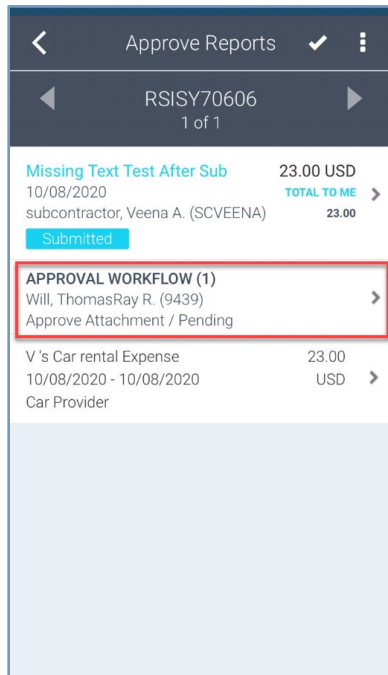 Approve Reports
RSISY70606
1 of 1
Missing Text Test After Sub 23.00 USD
10/08/2020 TOTAL TO ME
subcontractor, Veena A. (SCVEENA) 23.00
Submitted
APPROVAL WORKFLOW (1)
Will, ThomasRay R. (9439)
Approve Attachment / Pending
V 's Car rental Expense 23.00
10/08/2020 - 10/08/2020 USD
Car Provider